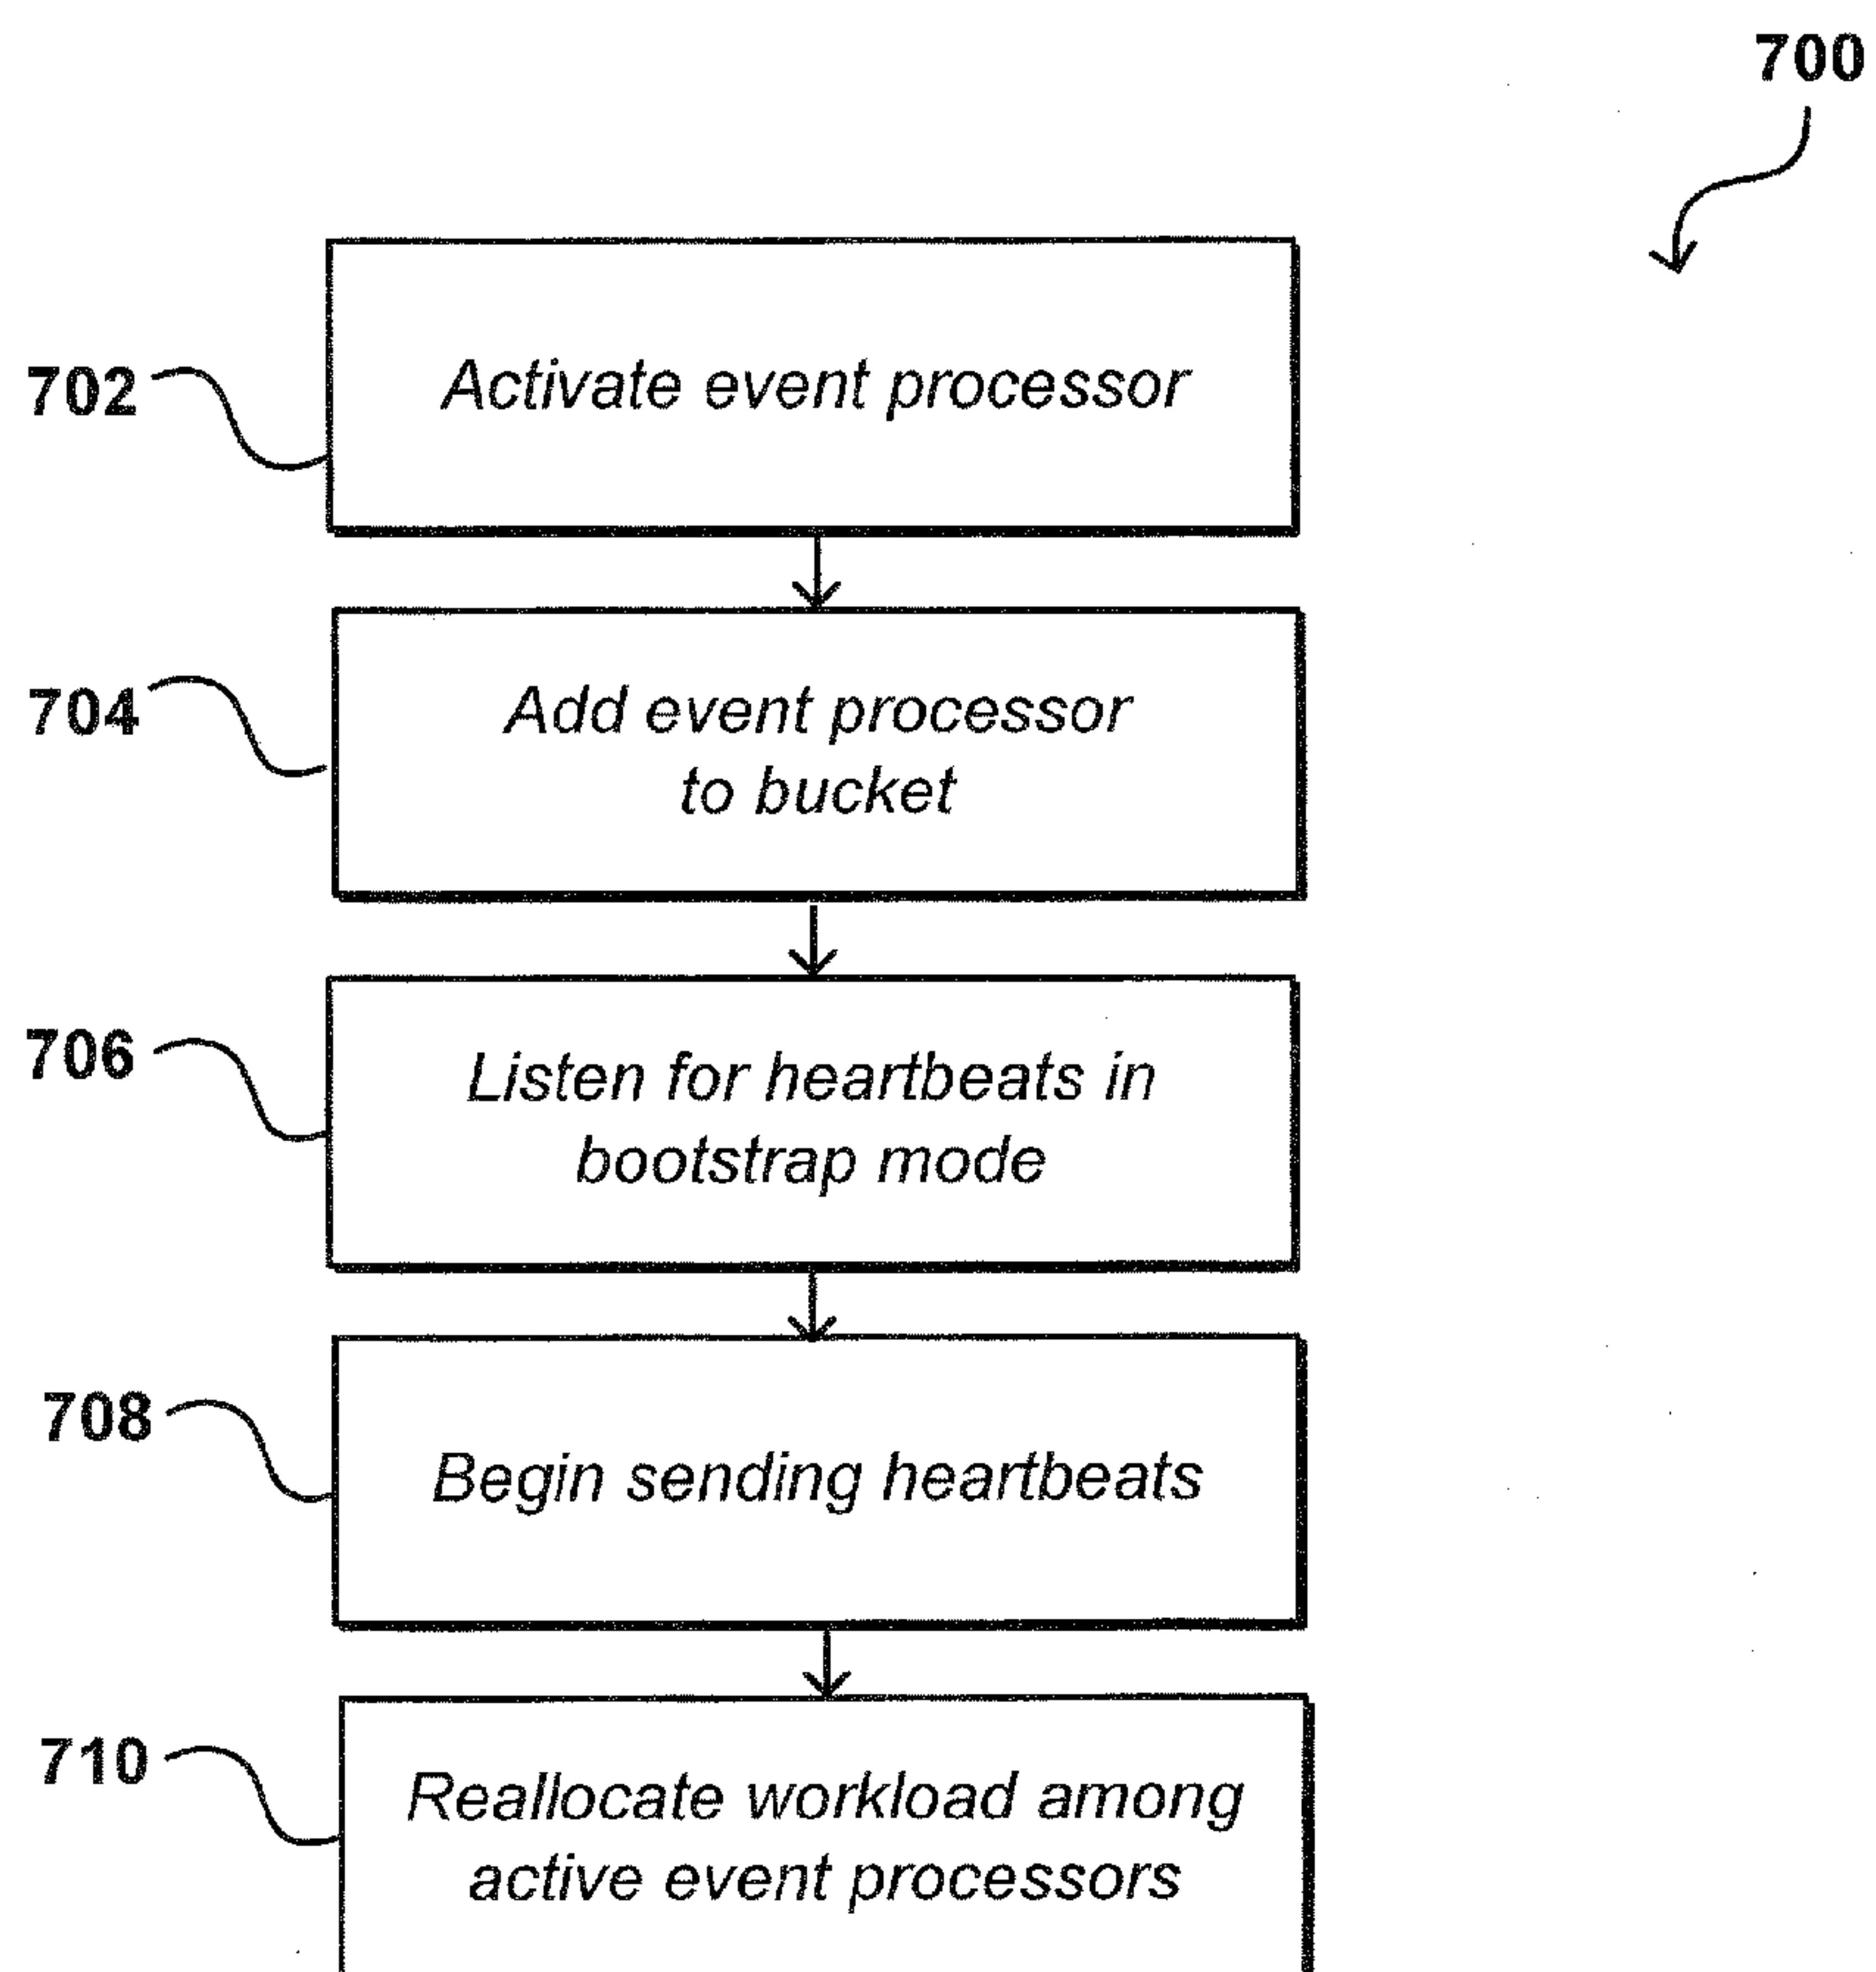 700
702
Activate event processor
704
Add event processor
to bucket
706
Listen for heartbeats in
bootstrap mode
708
Begin sending heartbeats
710
Reallocate workload among
active event processors